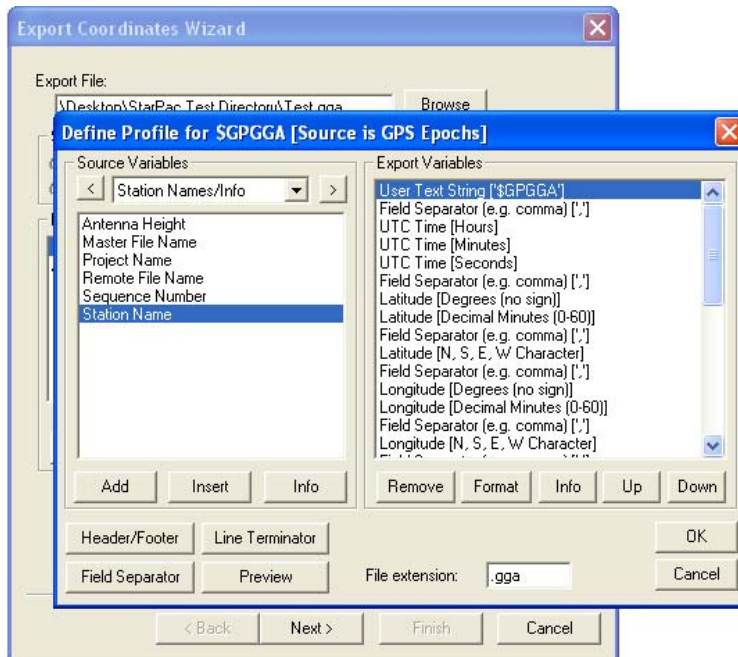 Export Coordinates Wizard
Export File:
\Desktop\StarPac Test Directory\Test.gga
Browse
Define Profile for $GPGGA [Source is GPS Epochs]
Source Variables
<
Station Names/Info
>
Antenna Height
Master File Name
Project Name
Remote File Name
Sequence Number
Station Name
Add
Insert
Info
Export Variables
User Text String ['$GPGGA']
Field Separator (e.g. comma) [',']
UTC Time [Hours]
UTC Time [Minutes]
UTC Time [Seconds]
Field Separator (e.g. comma) [',']
Latitude [Degrees (no sign)]
Latitude [Decimal Minutes (0-60)]
Field Separator (e.g. comma) [',']
Latitude [N, S, E, W Character]
Field Separator (e.g. comma) [',']
Longitude [Degrees (no sign)]
Longitude [Decimal Minutes (0-60)]
Field Separator (e.g. comma) [',']
Longitude [N, S, E, W Character]
Remove
Format
Info
Up
Down
Header/Footer
Line Terminator
Field Separator
Preview
File extension:
.gga
OK
Cancel
< Back
Next >
Finish
Cancel